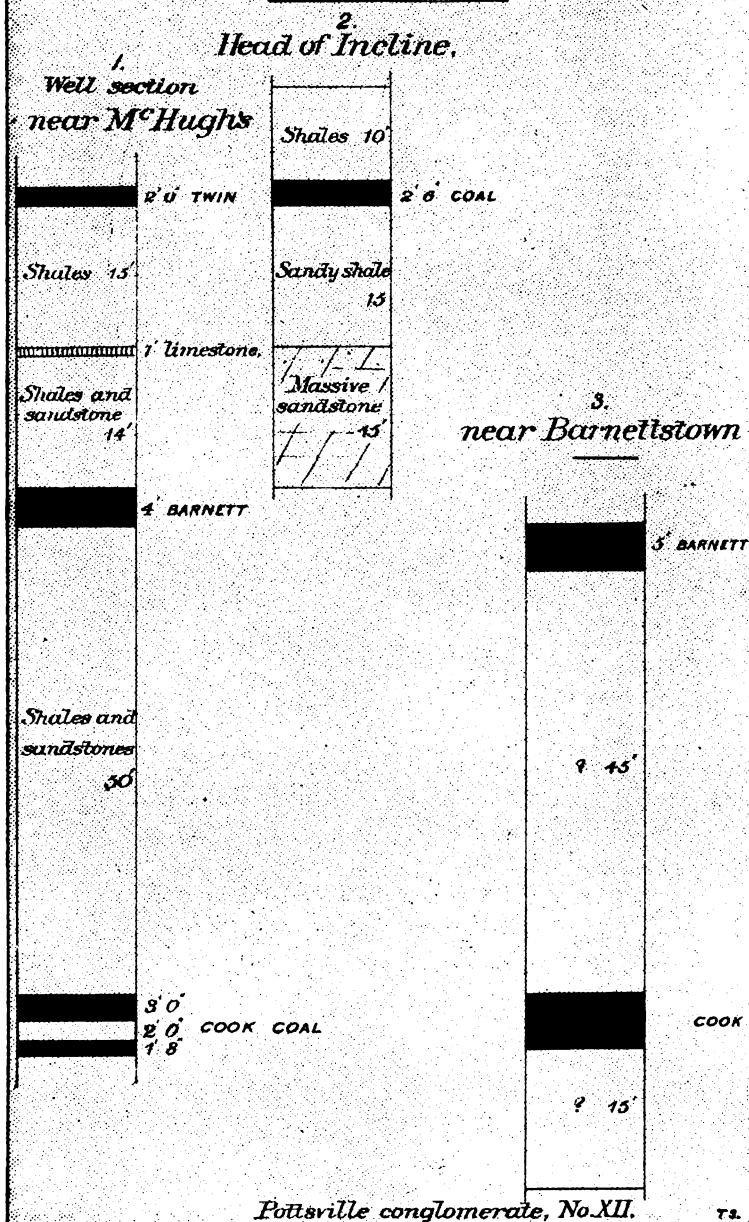 1.
Well section
near McHugh's
2' 0" TWIN
Shales 15'
1' limestone.
Shales and
sandstone
14'
4' BARNETT
Shales and
sandstones
50'
3' 0"
2' 0" COOK COAL
1' 8"
2.
Head of Incline,
Shales 10'
2' 6" COAL
Sandy shale
15
Massive
sandstone
15'
3.
near Barnettstown
5' BARNETT
? 45'
COOK
? 15'
Pottsville conglomerate, No. XII.
TS.